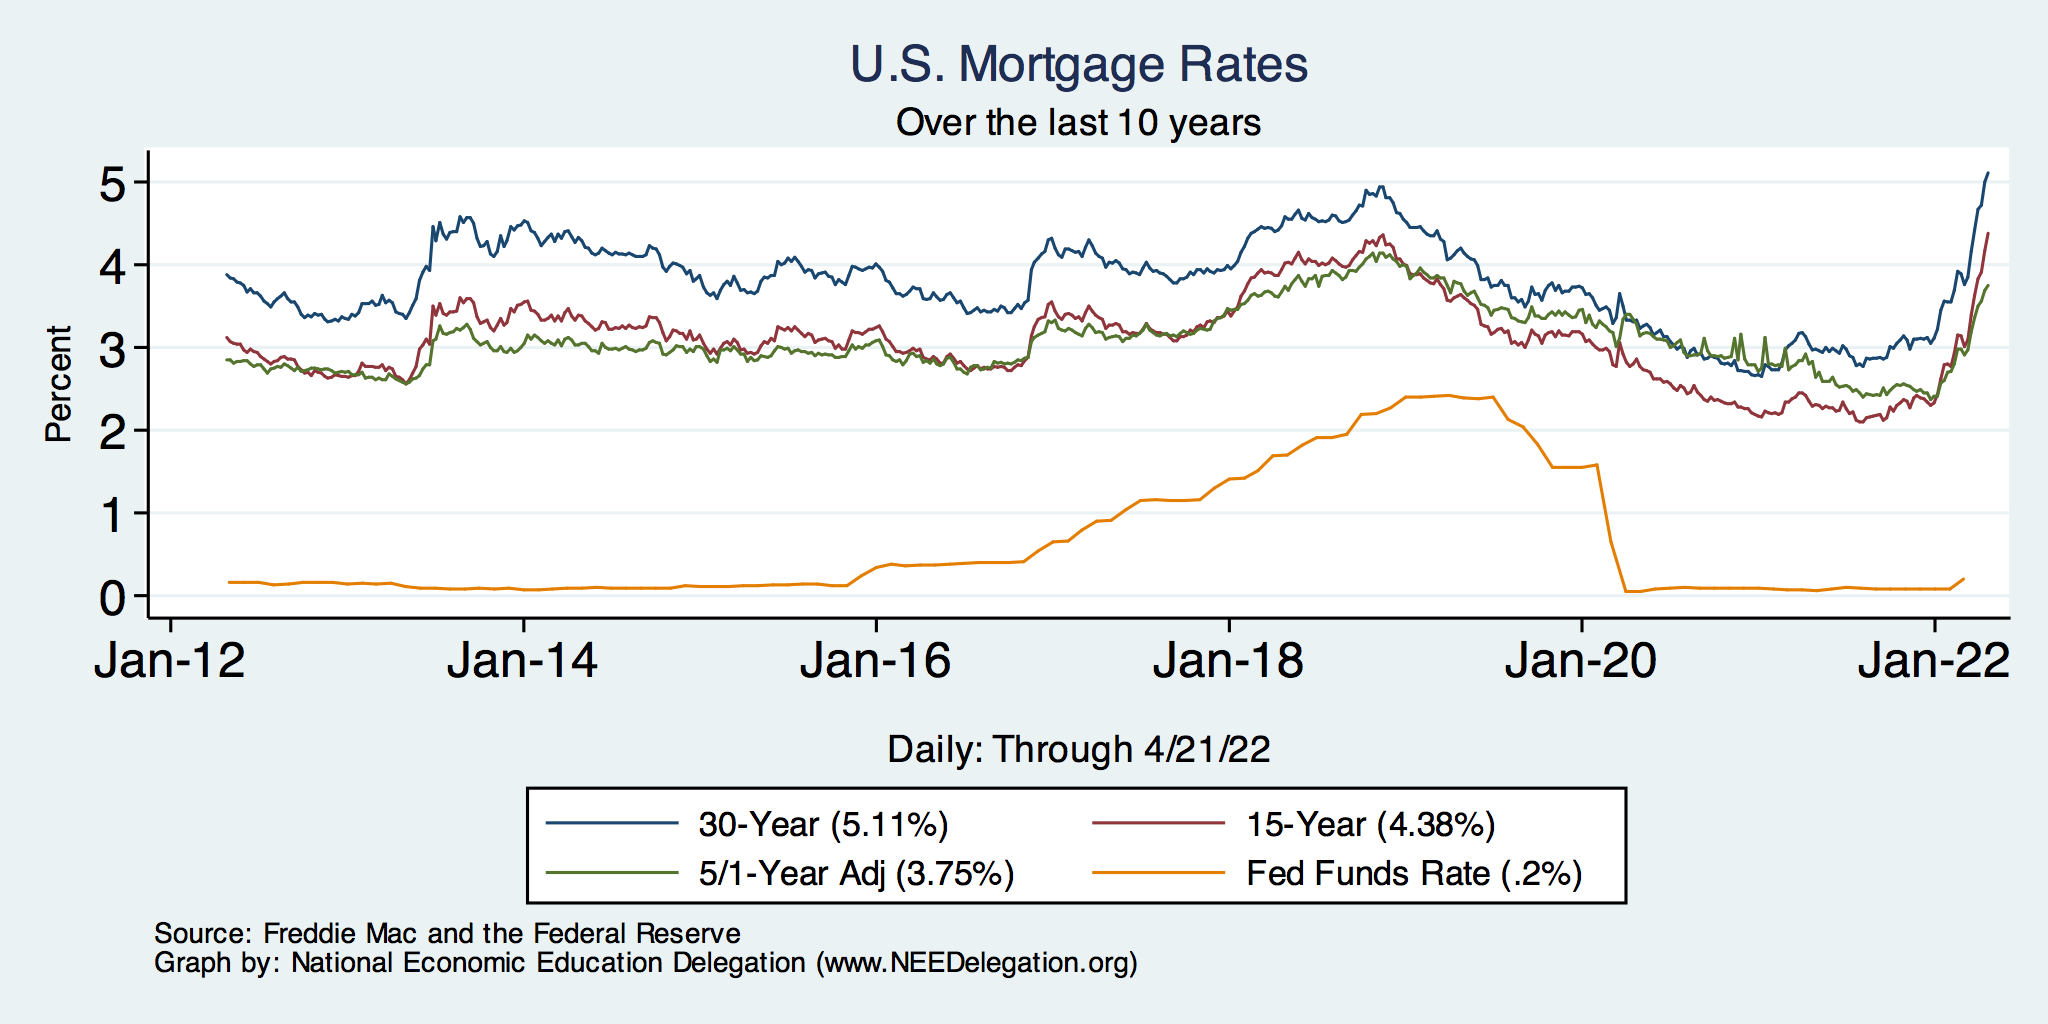 U.S. Mortgage Rates
Over the last 10 years
Percent
5
4
3
2
1
0
Jan-12 Jan-14 Jan-16 Jan-18 Jan-20 Jan-22
Daily: Through 4/21/22
30-Year (5.11%) 15-Year (4.38%)
5/1-Year Adj (3.75%) Fed Funds Rate (.2%)
Source: Freddie Mac and the Federal Reserve
Graph by: National Economic Education Delegation (www.NEEDelegation.org)